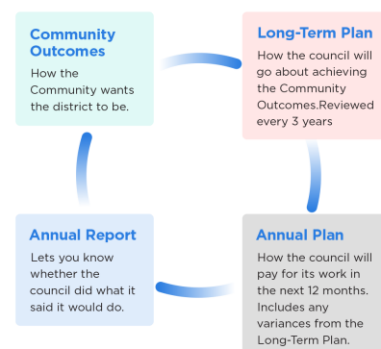 Community
Outcomes
How the
Community wants
the district to be.
Long-Term Plan
How the council will
go about achieving
the Community
Outcomes.Reviewed
every 3 years
Annual Report
Lets you know
whether the
council did what it
said it would do.
Annual Plan
How the council will
pay for its work in
the next 12 months.
Includes any
variances from the
Long-Term Plan.